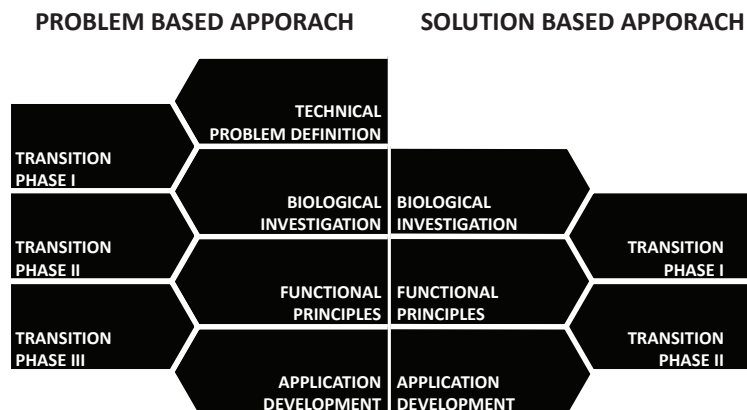 PROBLEM BASED APPORACH
SOLUTION BASED APPORACH
TECHNICAL
PROBLEM DEFINITION
TRANSITION
PHASE I
BIOLOGICAL
INVESTIGATION
BIOLOGICAL
INVESTIGATION
TRANSITION
PHASE II
TRANSITION
PHASE I
FUNCTIONAL
PRINCIPLES
FUNCTIONAL
PRINCIPLES
TRANSITION
PHASE III
TRANSITION
PHASE II
APPLICATION
DEVELOPMENT
APPLICATION
DEVELOPMENT